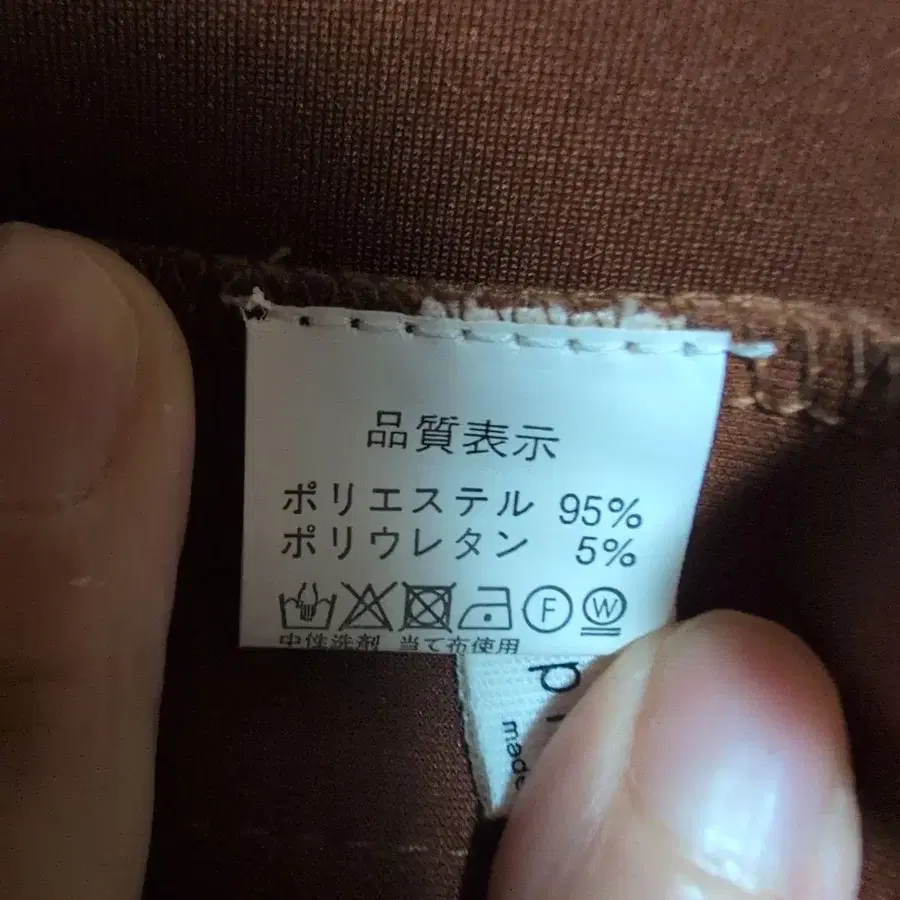 品質表示
ポリエステル 95%
ポリウレタン 5%
F W
中性洗剤 当て布使用
made